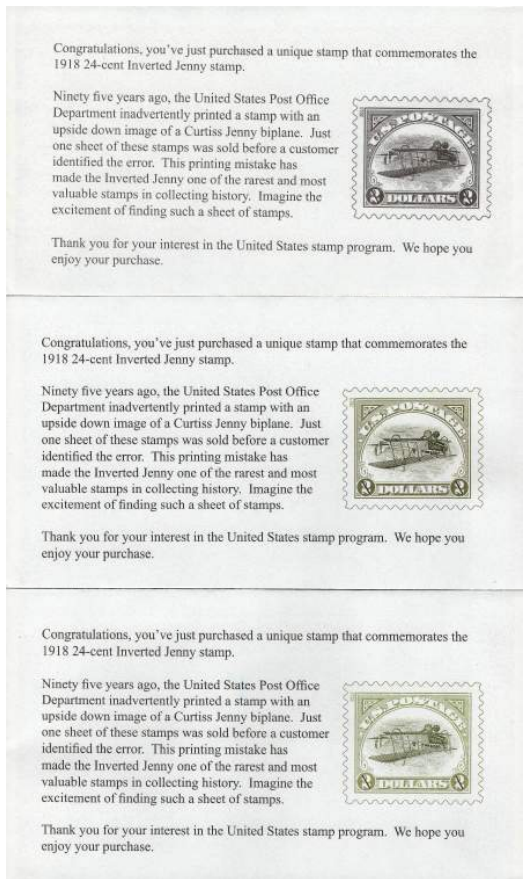 Congratulations, you've just purchased a unique stamp that commemorates the
1918 24-cent Inverted Jenny stamp.
Ninety five years ago, the United States Post Office
Department inadvertently printed a stamp with an
upside down image of a Curtiss Jenny biplane. Just
one sheet of these stamps was sold before a customer
identified the error. This printing mistake has
made the Inverted Jenny one of the rarest and most
valuable stamps in collecting history. Imagine the
excitement of finding such a sheet of stamps.
U.S. POSTAGE
2 DOLLARS 2
Thank you for your interest in the United States stamp program. We hope you
enjoy your purchase.
Congratulations, you've just purchased a unique stamp that commemorates the
1918 24-cent Inverted Jenny stamp.
Ninety five years ago, the United States Post Office
Department inadvertently printed a stamp with an
upside down image of a Curtiss Jenny biplane. Just
one sheet of these stamps was sold before a customer
identified the error. This printing mistake has
made the Inverted Jenny one of the rarest and most
valuable stamps in collecting history. Imagine the
excitement of finding such a sheet of stamps.
U.S. POSTAGE
2 DOLLARS 2
Thank you for your interest in the United States stamp program. We hope you
enjoy your purchase.
Congratulations, you've just purchased a unique stamp that commemorates the
1918 24-cent Inverted Jenny stamp.
Ninety five years ago, the United States Post Office
Department inadvertently printed a stamp with an
upside down image of a Curtiss Jenny biplane. Just
one sheet of these stamps was sold before a customer
identified the error. This printing mistake has
made the Inverted Jenny one of the rarest and most
valuable stamps in collecting history. Imagine the
excitement of finding such a sheet of stamps.
U.S. POSTAGE
2 DOLLARS 2
Thank you for your interest in the United States stamp program. We hope you
enjoy your purchase.